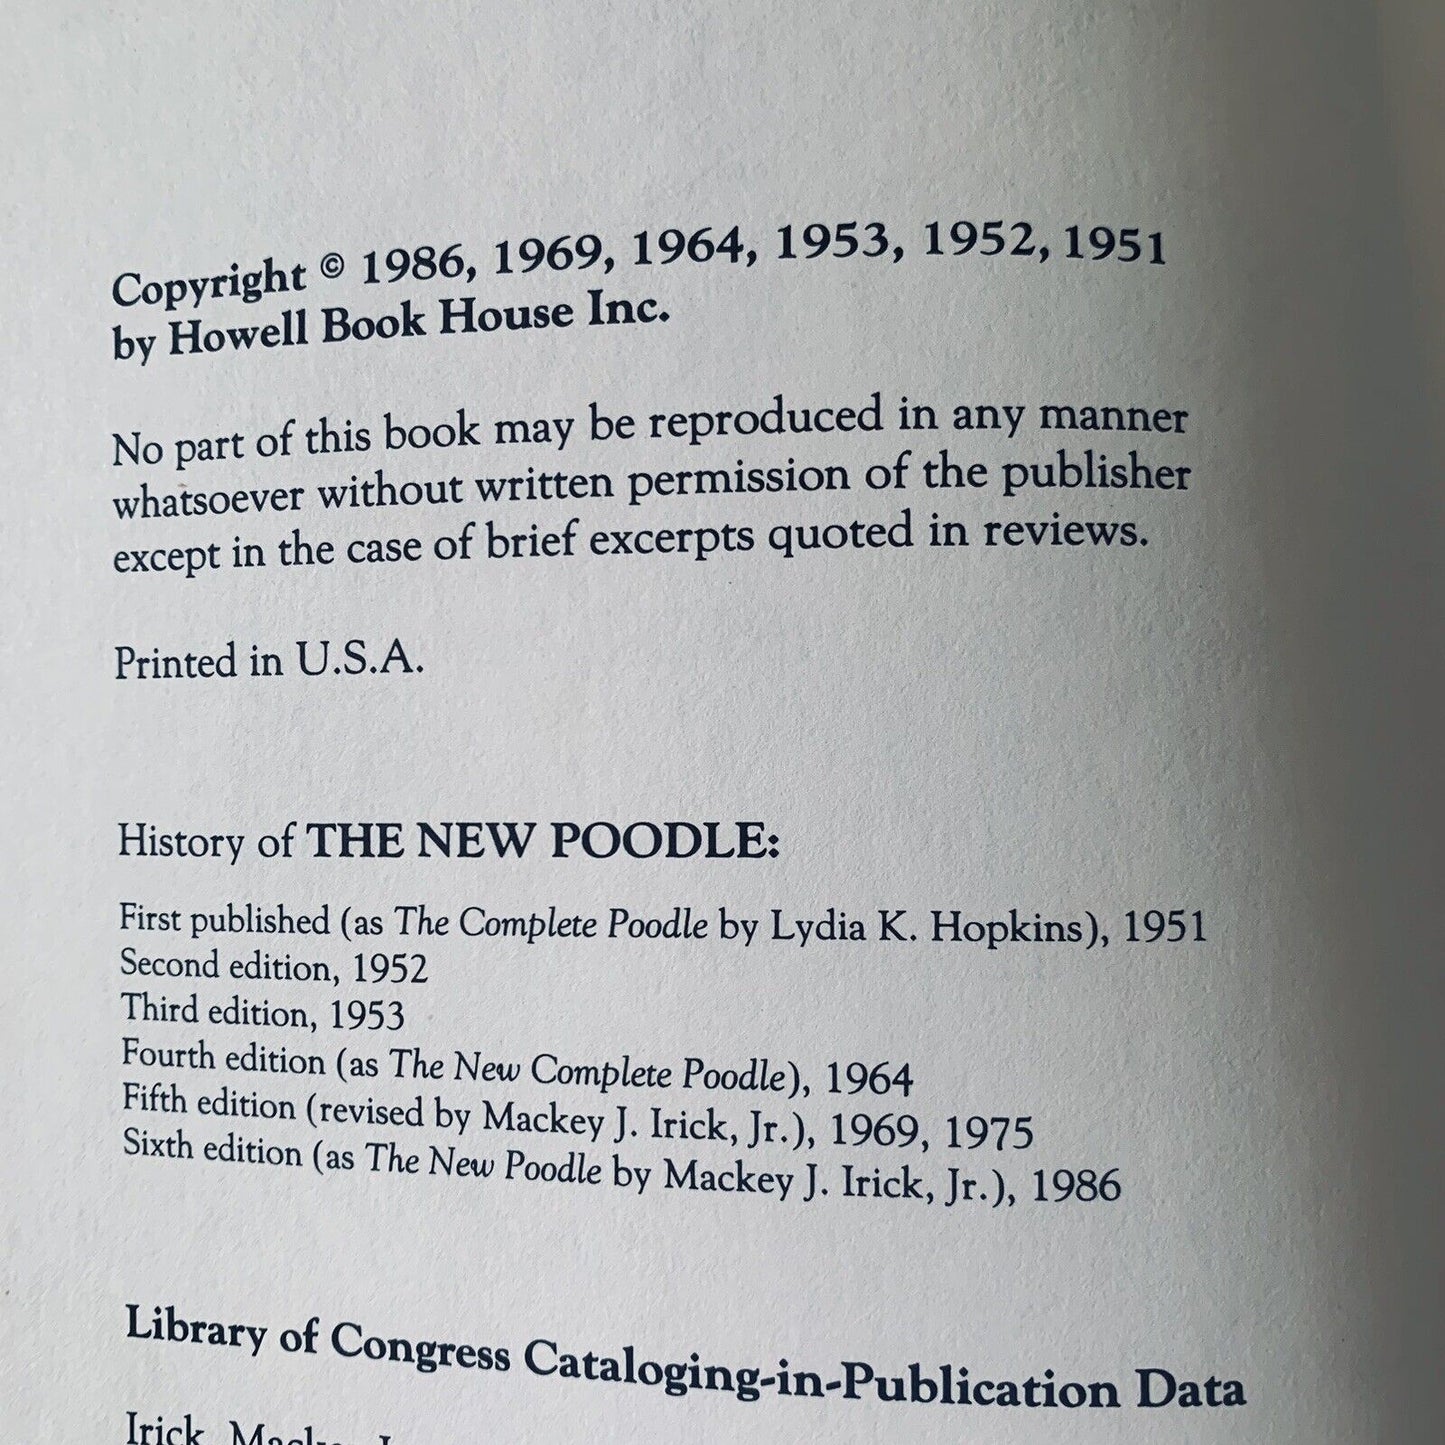 Copyright © 1986, 1969, 1964, 1953, 1952, 1951
by Howell Book House Inc.
No part of this book may be reproduced in any manner
whatsoever without written permission of the publisher
except in the case of brief excerpts quoted in reviews.
Printed in U.S.A.
History of THE NEW POODLE:
First published (as The Complete Poodle by Lydia K. Hopkins), 1951
Second edition, 1952
Third edition, 1953
Fourth edition (as The New Complete Poodle), 1964
Fifth edition (revised by Mackey J. Irick, Jr.), 1969, 1975
Sixth edition (as The New Poodle by Mackey J. Irick, Jr.), 1986
Library of Congress Cataloging-in-Publication Data
Irick, Mackey J.